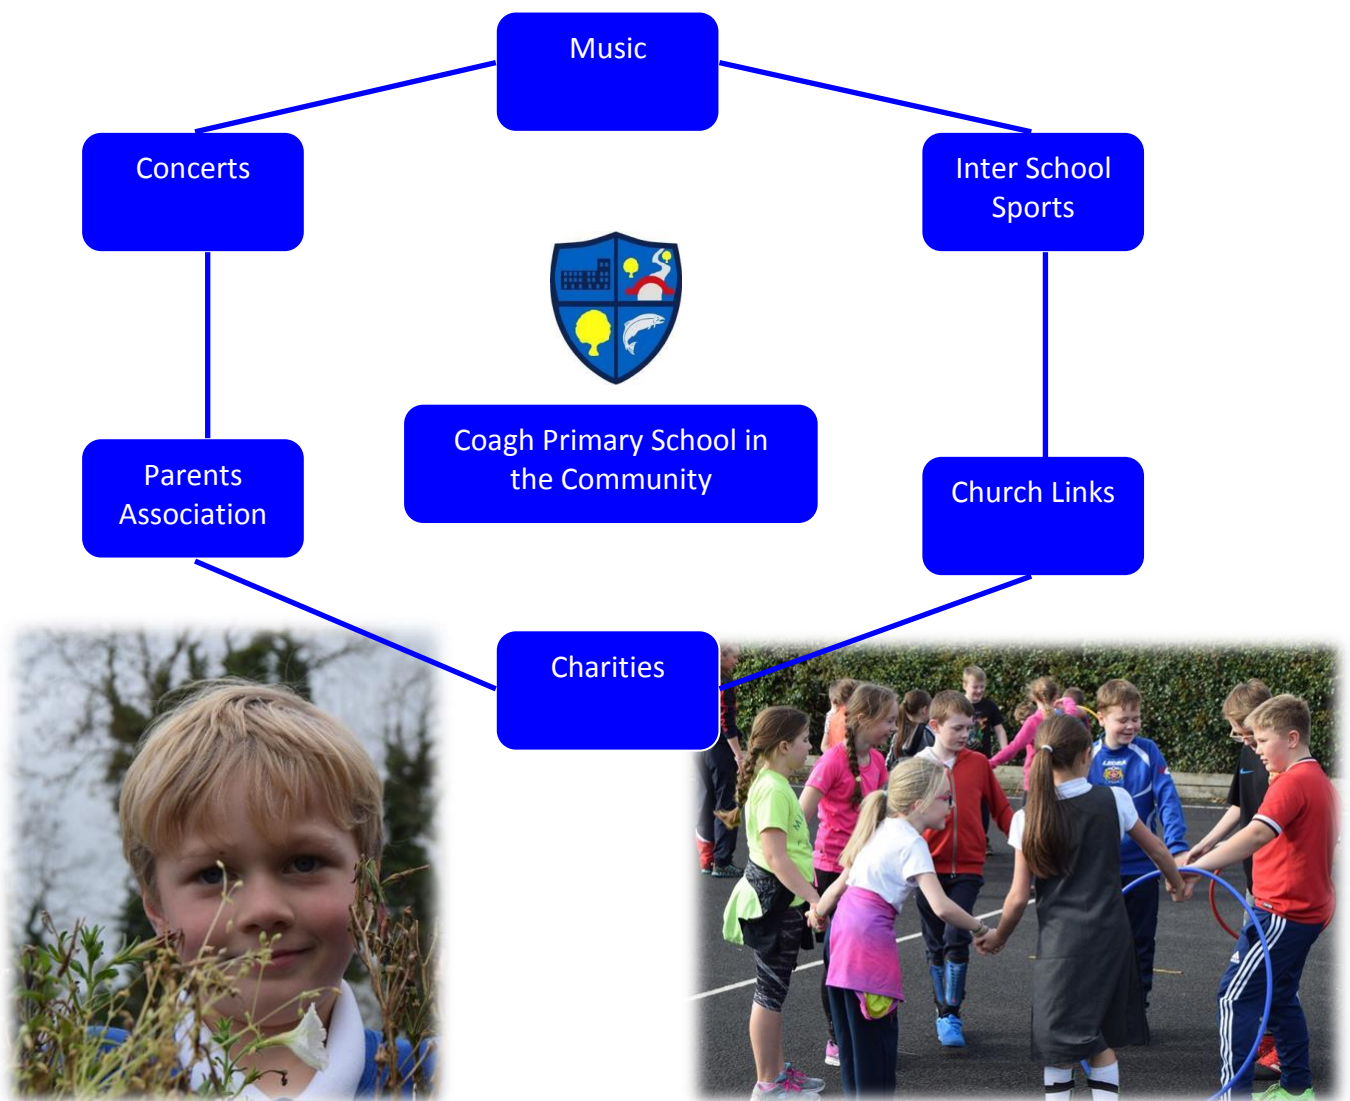 Music
Concerts
Inter School
Sports
Coagh Primary School in
the Community
Parents
Association
Church Links
Charities